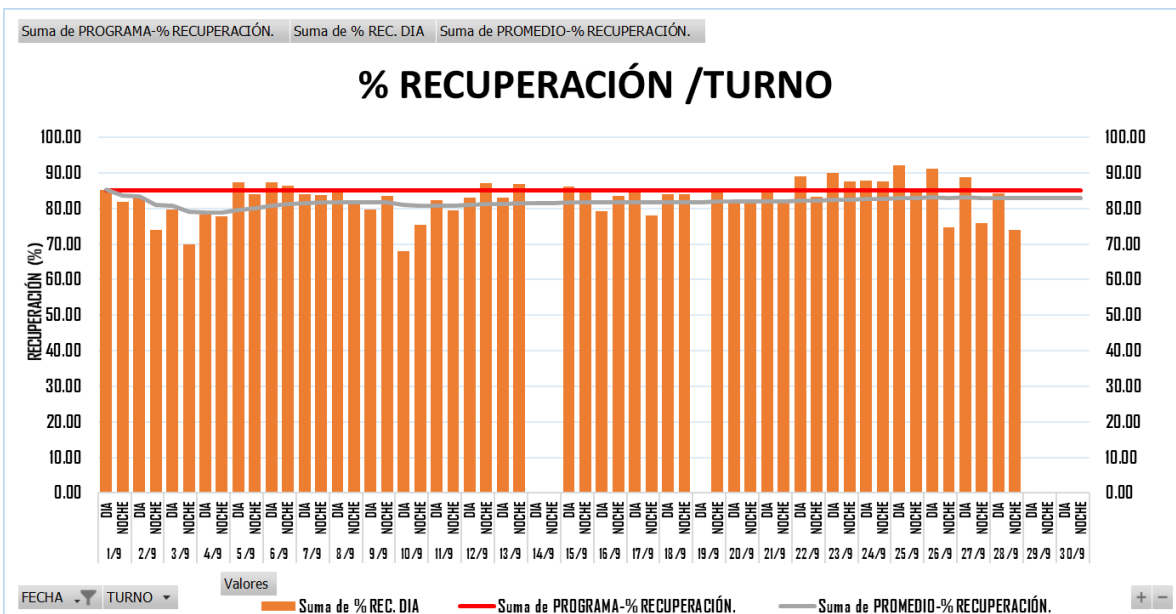 Suma de PROGRAMA-% RECUPERACIÓN. Suma de % REC. DIA Suma de PROMEDIO-% RECUPERACIÓN.
% RECUPERACIÓN /TURNO
100.00 100.00
90.00 90.00
80.00 80.00
70.00 70.00
60.00 60.00
50.00 50.00
40.00 40.00
30.00 30.00
20.00 20.00
10.00 10.00
0.00 0.00
RECUPERACIÓN (%)
DIA NOCHE DIA NOCHE DIA NOCHE DIA NOCHE DIA NOCHE DIA NOCHE DIA NOCHE DIA NOCHE DIA NOCHE DIA NOCHE DIA NOCHE DIA NOCHE DIA NOCHE DIA NOCHE DIA NOCHE DIA NOCHE DIA NOCHE DIA NOCHE DIA NOCHE DIA NOCHE DIA NOCHE DIA NOCHE DIA NOCHE DIA NOCHE DIA NOCHE DIA NOCHE DIA NOCHE DIA NOCHE DIA NOCHE DIA NOCHE
1/9 2/9 3/9 4/9 5/9 6/9 7/9 8/9 9/9 10/9 11/9 12/9 13/9 14/9 15/9 16/9 17/9 18/9 19/9 20/9 21/9 22/9 23/9 24/9 25/9 26/9 27/9 28/9 29/9 30/9
Valores
FECHA TURNO
Suma de % REC. DIA Suma de PROGRAMA-% RECUPERACIÓN. Suma de PROMEDIO-% RECUPERACIÓN.
+ −